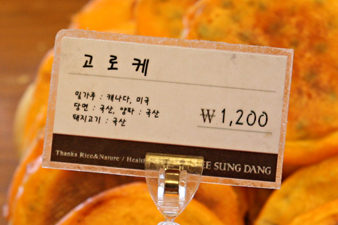 고로케
밀가루 : 캐나다, 미국
당면 : 국산, 양파 : 국산
돼지고기 : 국산
₩1,200
Thanks Rice&Nature / Heal
EE SUNG DANG